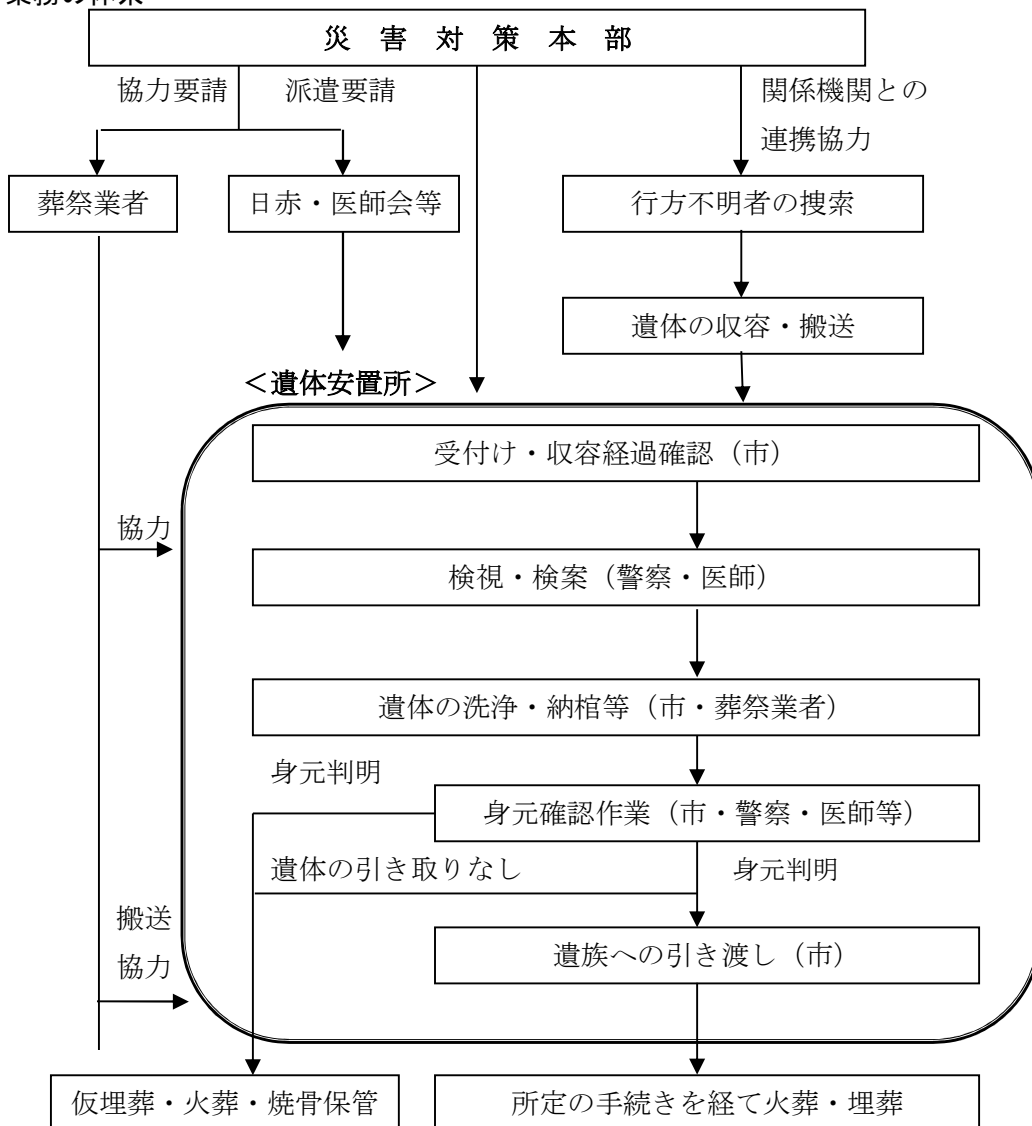 災害対策本部
協力要請
派遣要請
関係機関との
連携協力
葬祭業者
日赤・医師会等
行方不明者の捜索
遺体の収容・搬送
＜遺体安置所＞
受付け・収容経過確認（市）
協力
検視・検案（警察・医師）
遺体の洗浄・納棺等（市・葬祭業者）
身元判明
身元確認作業（市・警察・医師等）
遺体の引き取りなし
身元判明
搬送
協力
遺族への引き渡し（市）
仮埋葬・火葬・焼骨保管
所定の手続きを経て火葬・埋葬